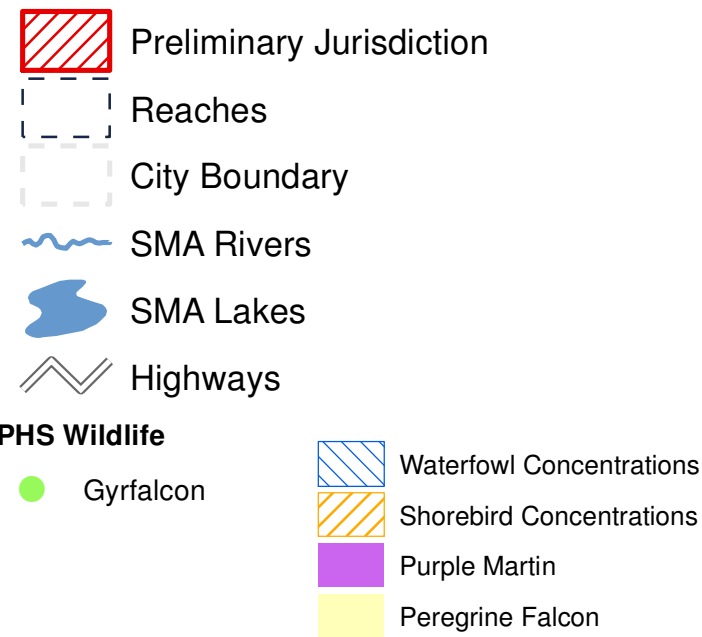 Preliminary Jurisdiction
Reaches
City Boundary
SMA Rivers
SMA Lakes
Highways
PHS Wildlife
Gyrfalcon
Waterfowl Concentrations
Shorebird Concentrations
Purple Martin
Peregrine Falcon